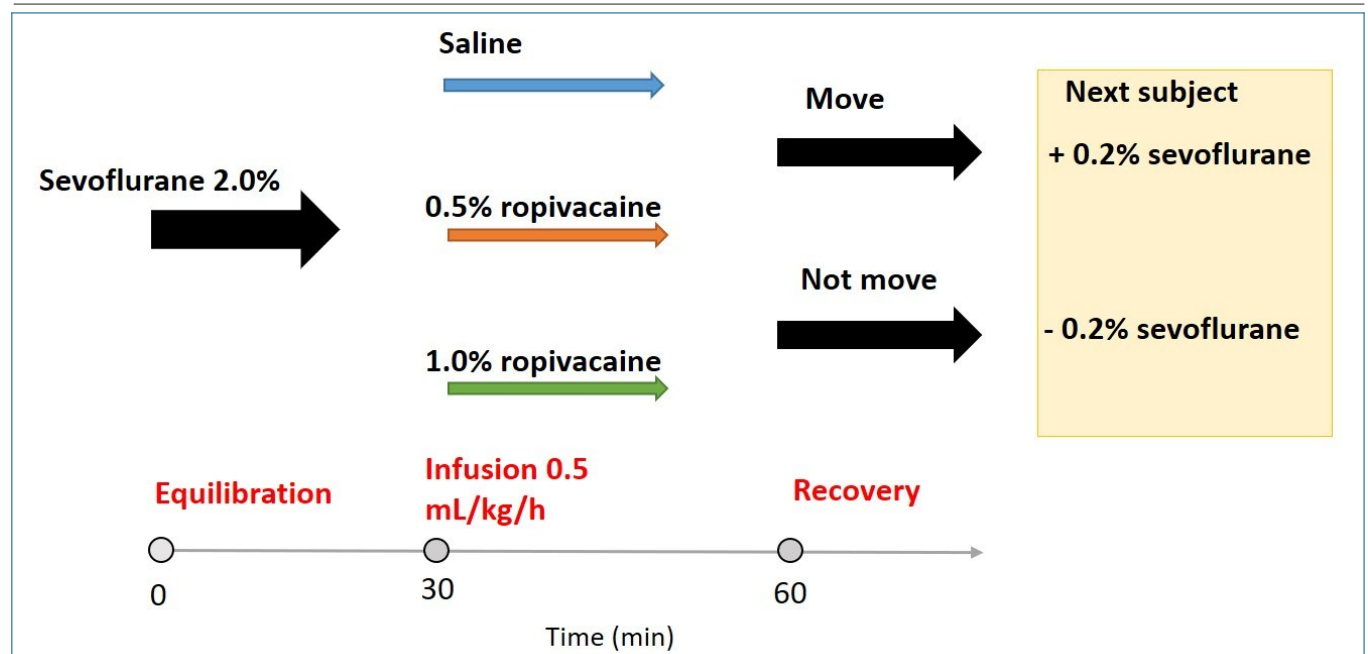 Saline
Move
Next subject
+ 0.2% sevoflurane
Sevoflurane 2.0%
0.5% ropivacaine
Not move
- 0.2% sevoflurane
1.0% ropivacaine
Equilibration
Infusion 0.5
mL/kg/h
Recovery
0
30
60
Time (min)